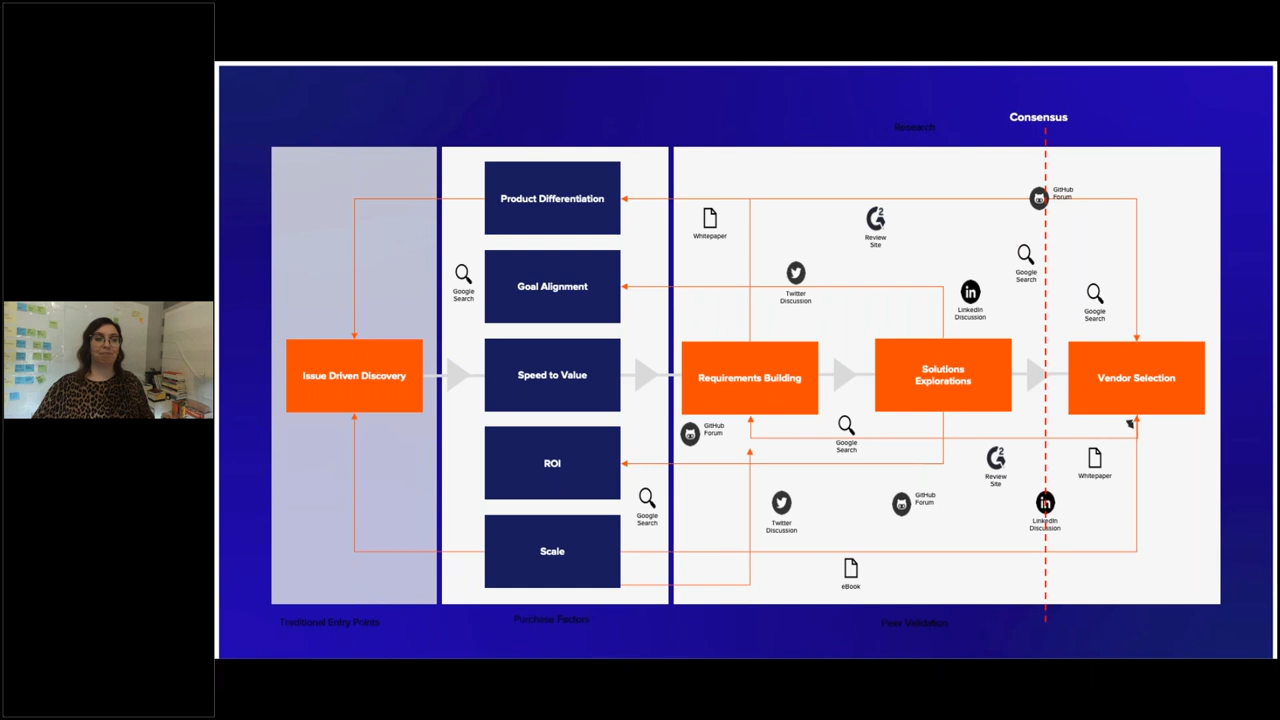 Consensus
Research
GitHub
Forum
Product Differentiation
Whitepaper
2
Review
Site
Google
Search
Goal Alignment
Google
Search
Twitter
Discussion
in
LinkedIn
Discussion
Google
Search
Issue Driven Discovery
Speed to Value
Requirements Building
Solutions
Explorations
Vendor Selection
GitHub
Forum
Google
Search
ROI
Review
Site
Whitepaper
Google
Search
Twitter
Discussion
GitHub
Forum
in
LinkedIn
Discussion
Scale
eBook
Traditional Entry Points
Purchase Factors
Peer Validation